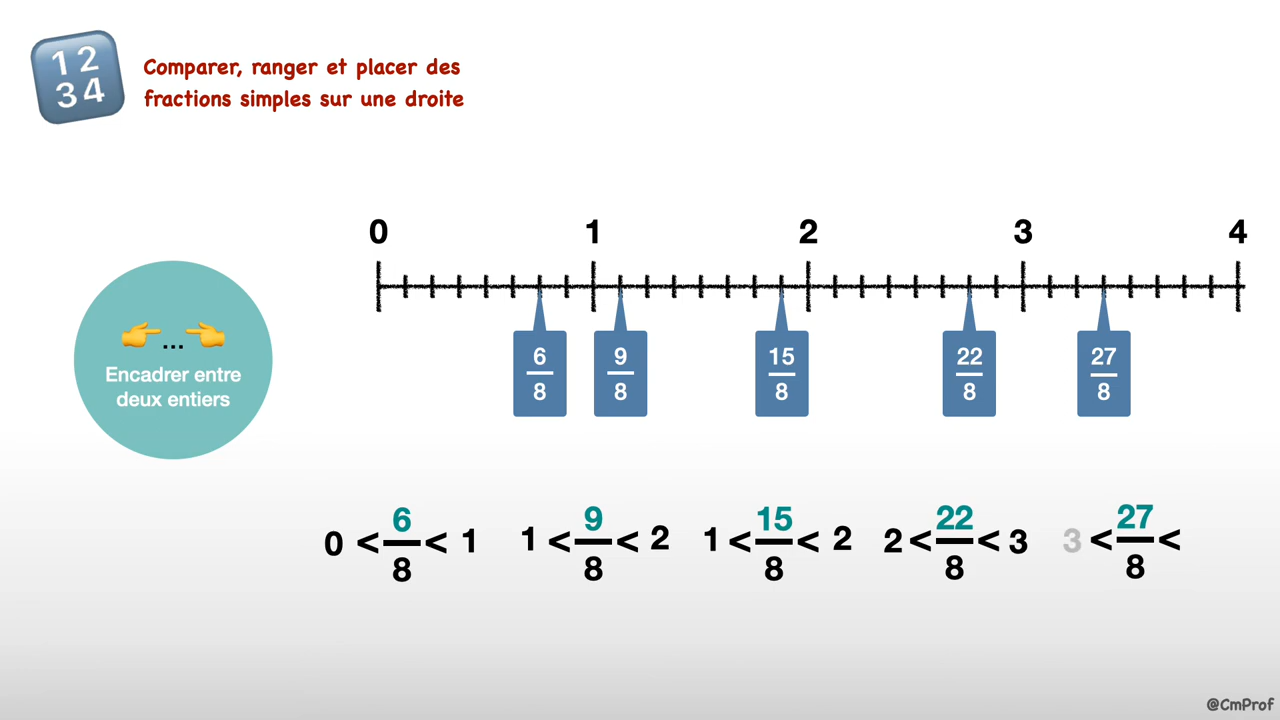 1 2
3 4
Comparer, ranger et placer des
fractions simples sur une droite
0 1 2 3 4
...
Encadrer entre
deux entiers
6 9 15 22 27
8 8 8 8 8
0 < 6/8 < 1
1 < 9/8 < 2
1 < 15/8 < 2
2 < 22/8 < 3
3 < 27/8 <
@CmProf